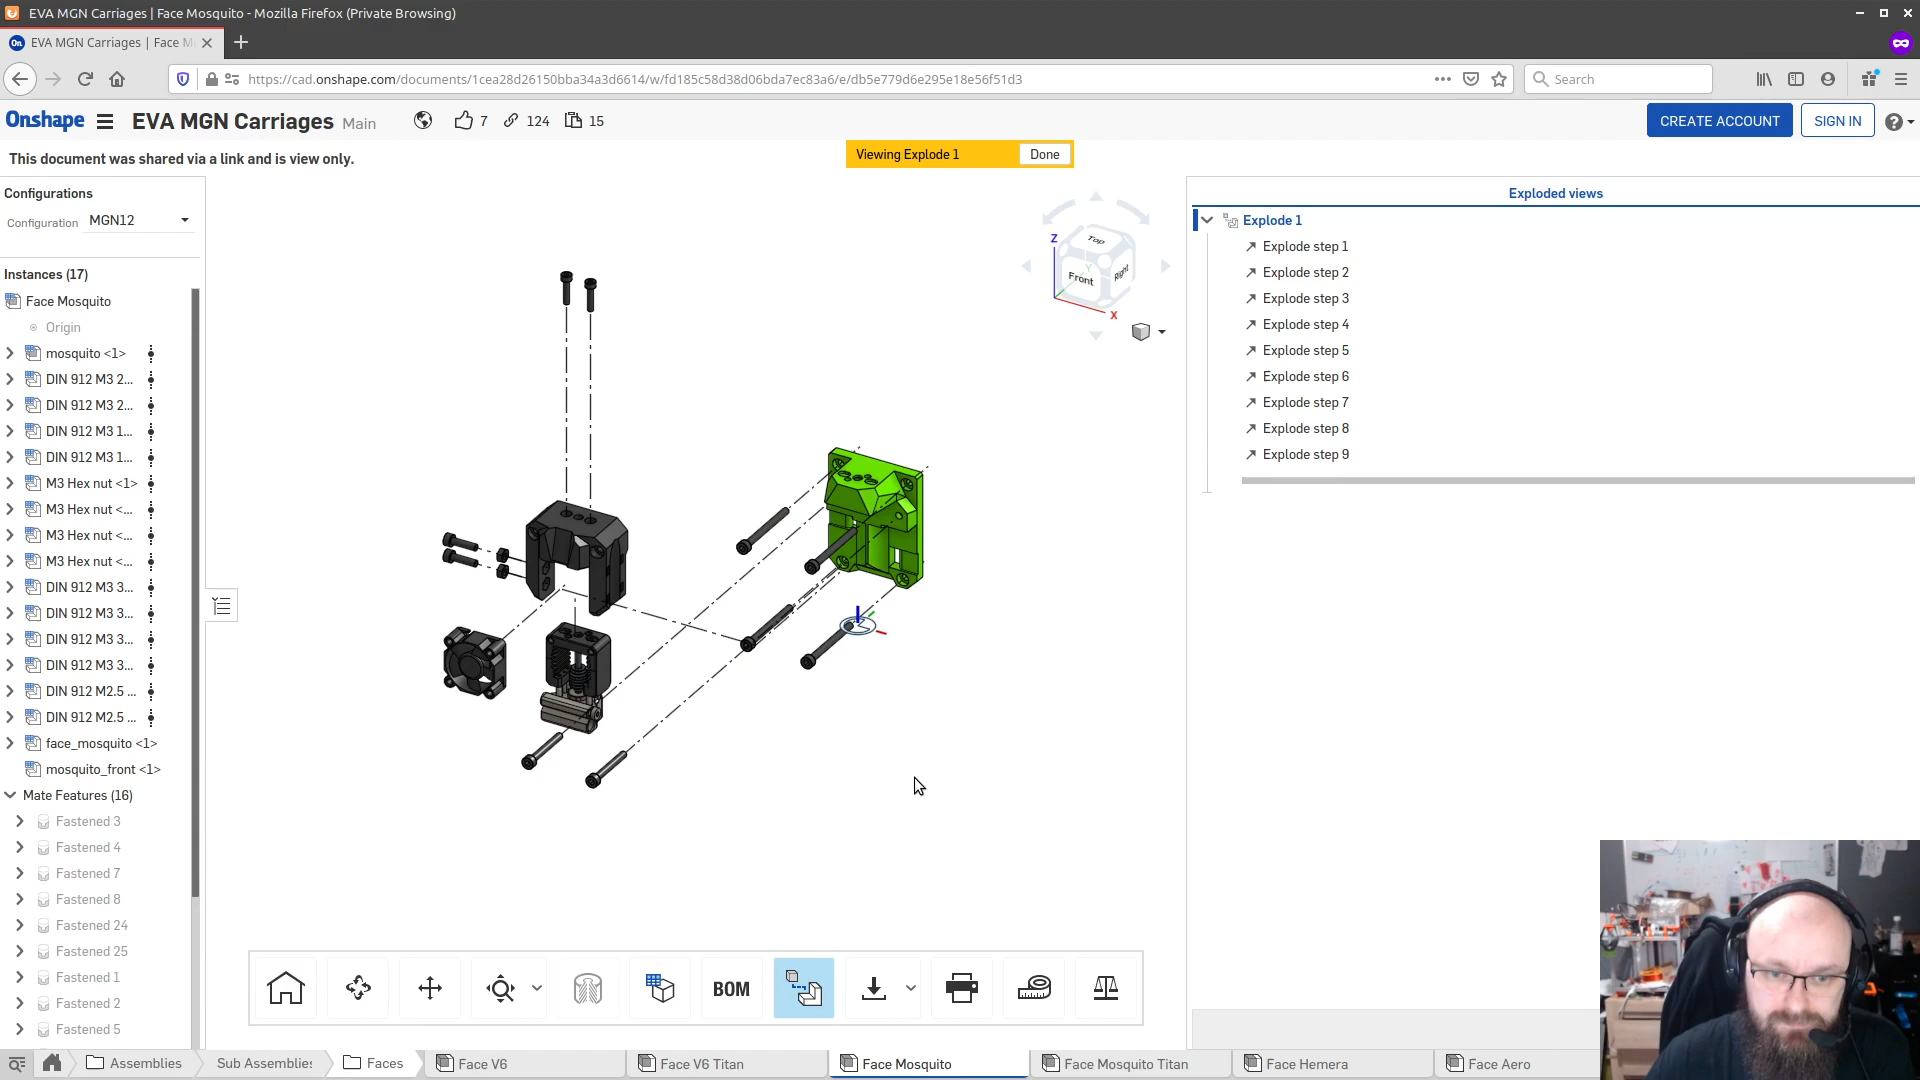 EVA MGN Carriages | Face Mosquito - Mozilla Firefox (Private Browsing)
On EVA MGN Carriages | Face M
https://cad.onshape.com/documents/1cea28d26150bba34a3d6614/w/fd185c58d38d06bda7ec83a6/e/db5e779d6e295e18e56f51d3
Search
Onshape EVA MGN Carriages Main 7 124 15 CREATE ACCOUNT SIGN IN
This document was shared via a link and is view only.
Viewing Explode 1 Done
Configurations
Configuration MGN12
Instances (17)
Face Mosquito
Origin
mosquito <1>
DIN 912 M3 2...
DIN 912 M3 2...
DIN 912 M3 1...
DIN 912 M3 1...
M3 Hex nut <1>
M3 Hex nut <...
M3 Hex nut <...
M3 Hex nut <...
DIN 912 M3 3...
DIN 912 M3 3...
DIN 912 M3 3...
DIN 912 M3 3...
DIN 912 M2.5 ...
DIN 912 M2.5 ...
face_mosquito <1>
mosquito_front <1>
Mate Features (16)
Fastened 3
Fastened 4
Fastened 7
Fastened 8
Fastened 24
Fastened 25
Fastened 1
Fastened 2
Fastened 5
Z
Top
Y
Front Right
X
Exploded views
Explode 1
Explode step 1
Explode step 2
Explode step 3
Explode step 4
Explode step 5
Explode step 6
Explode step 7
Explode step 8
Explode step 9
BOM
Assemblies Sub Assemblies Faces Face V6 Face V6 Titan Face Mosquito Face Mosquito Titan Face Hemera Face Aero